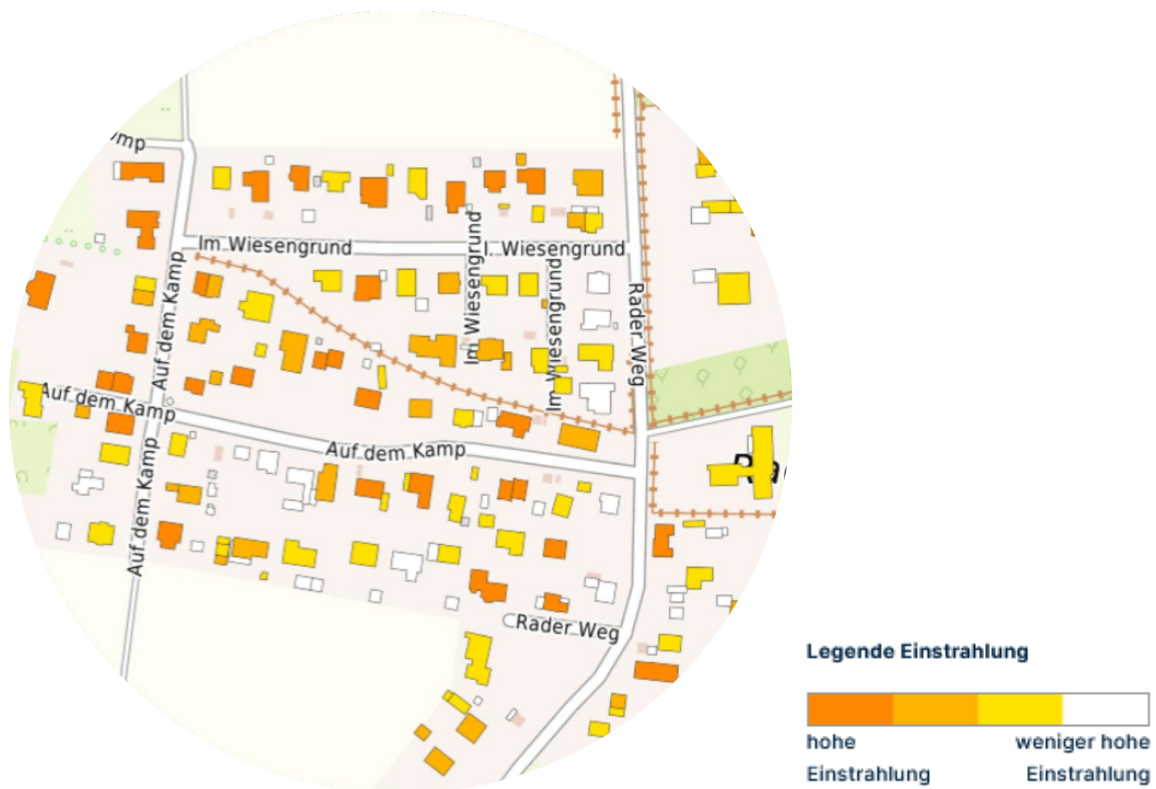 Im Wiesengrund
I. Wiesengrund
Im Wiesengrund
Im Wiesengrund
Rader Weg
Auf dem Kamp
Auf dem Kamp
Auf dem Kamp
Auf dem Kamp
Rader Weg
Legende Einstrahlung
hohe weniger hohe
Einstrahlung Einstrahlung